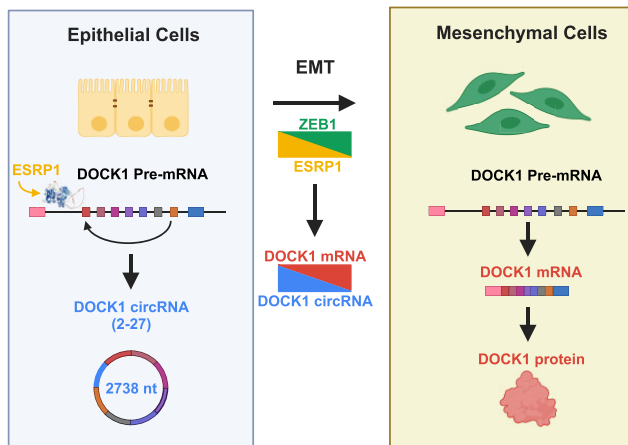 Epithelial Cells
ESRP1
DOCK1 Pre-mRNA
DOCK1 circRNA
(2-27)
2738 nt
EMT
ZEB1
ESRP1
DOCK1 mRNA
DOCK1 circRNA
Mesenchymal Cells
DOCK1 Pre-mRNA
DOCK1 mRNA
DOCK1 protein